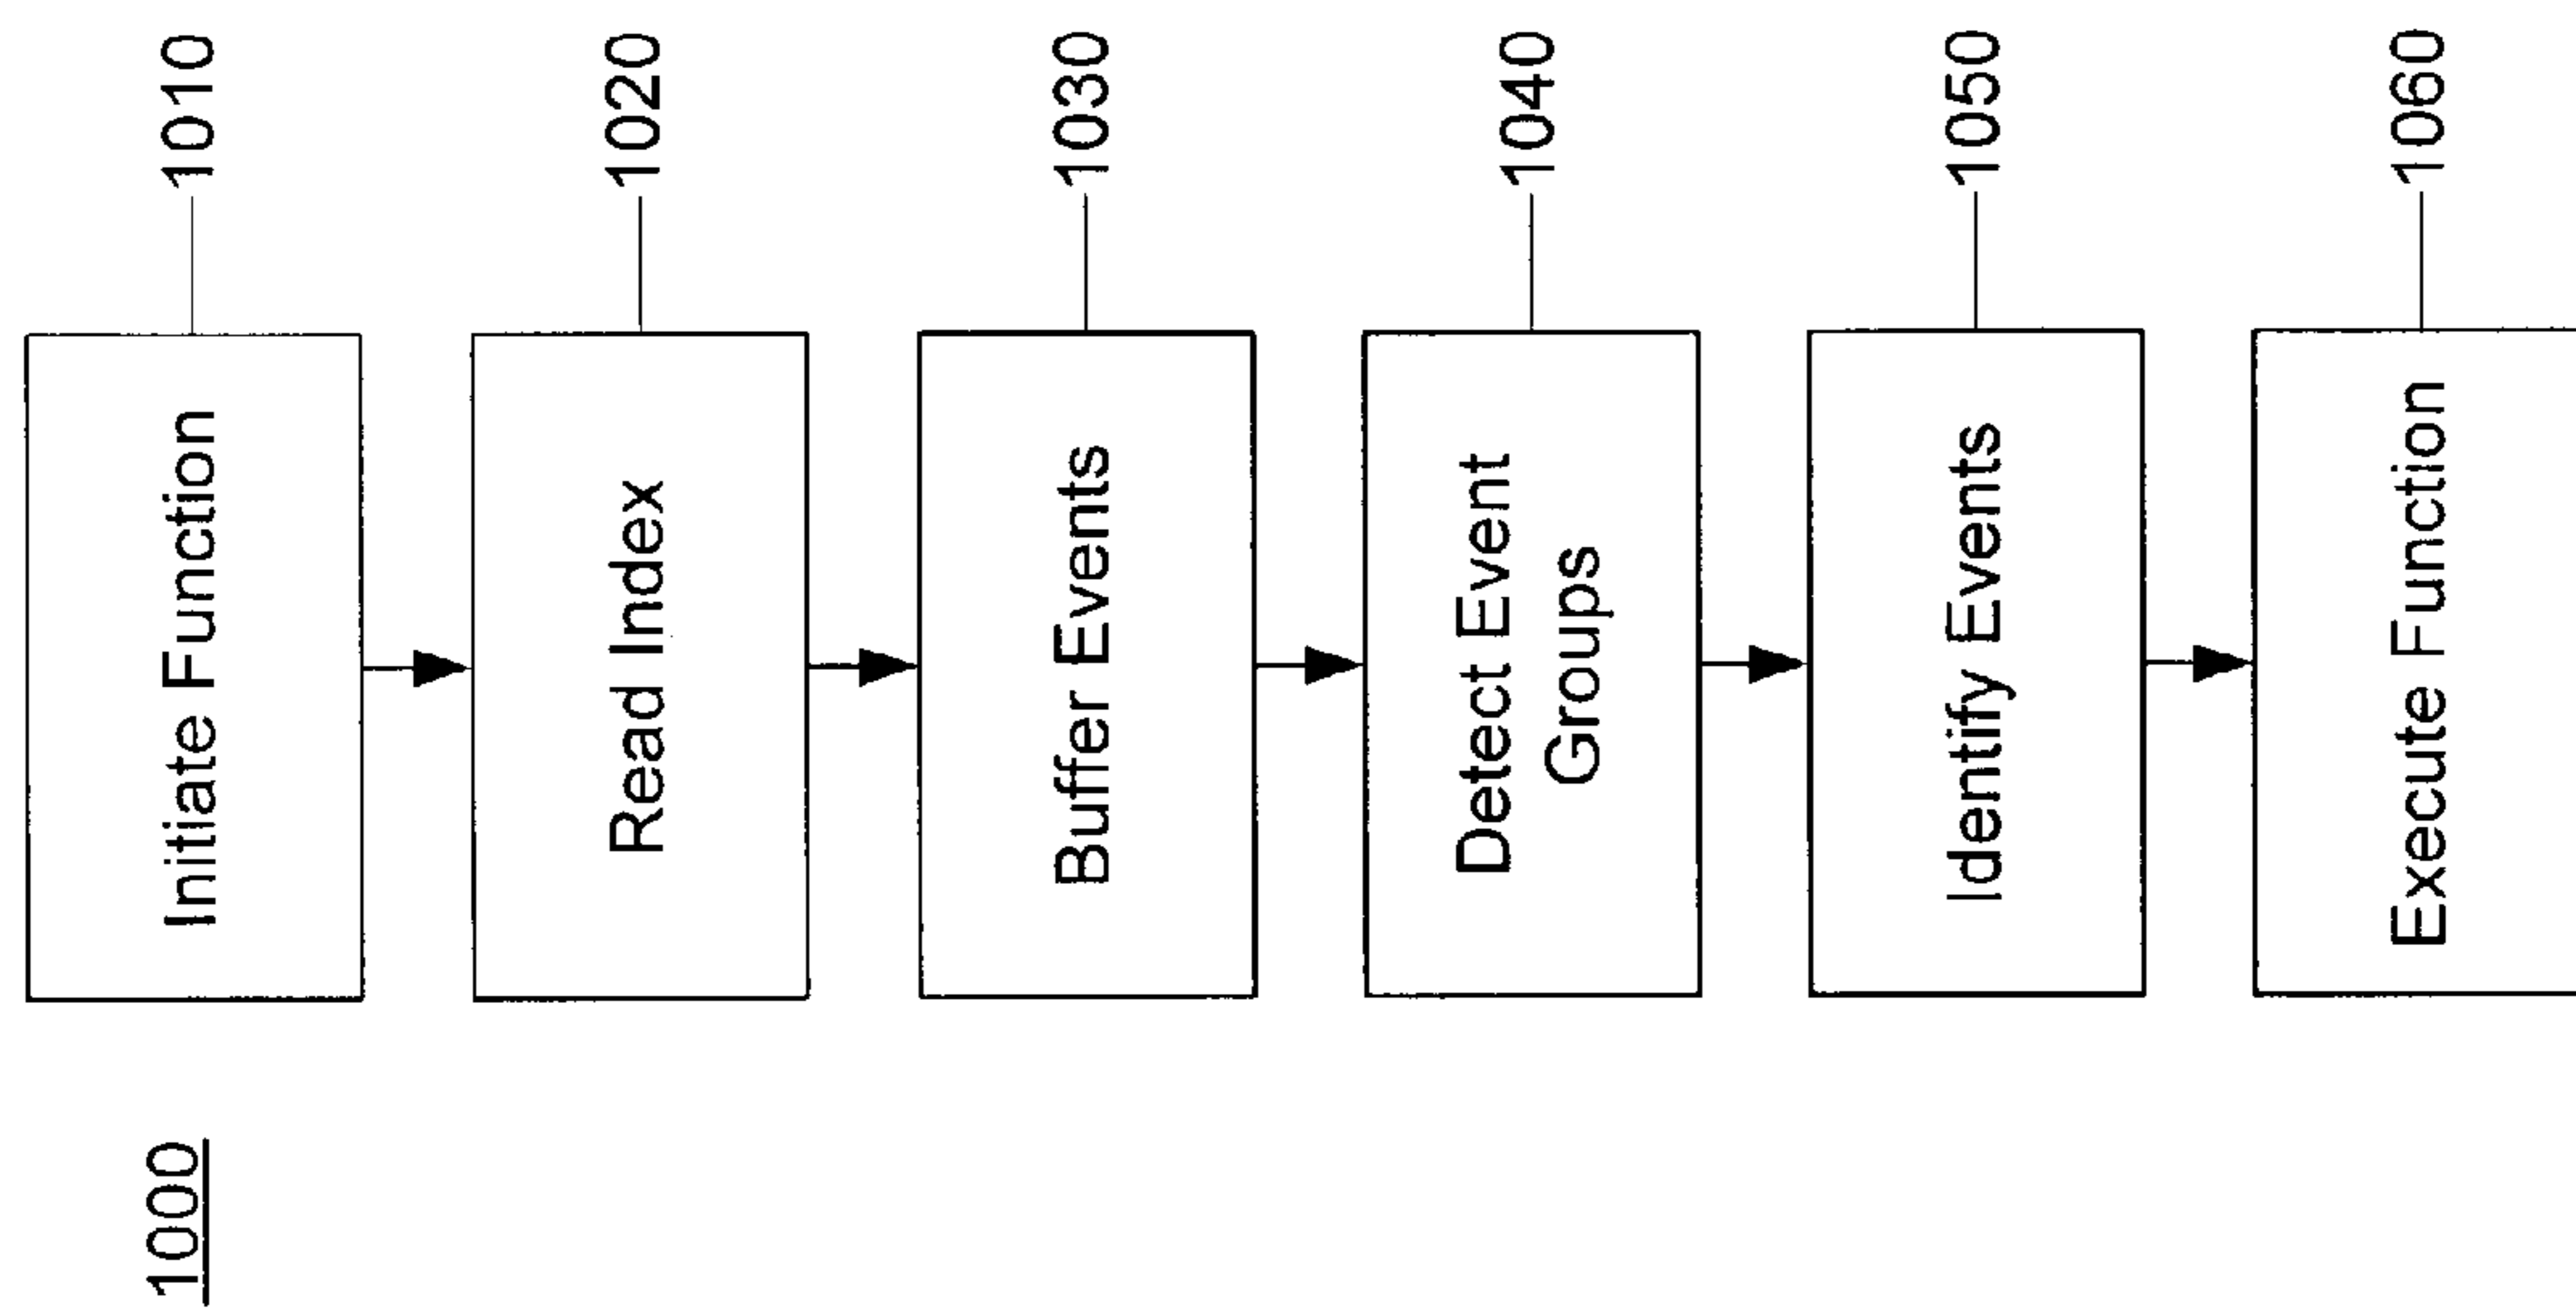 1000
Initiate Function
1010
Read Index
1020
Buffer Events
1030
Detect Event
Groups
1040
Identify Events
1050
Execute Function
1060